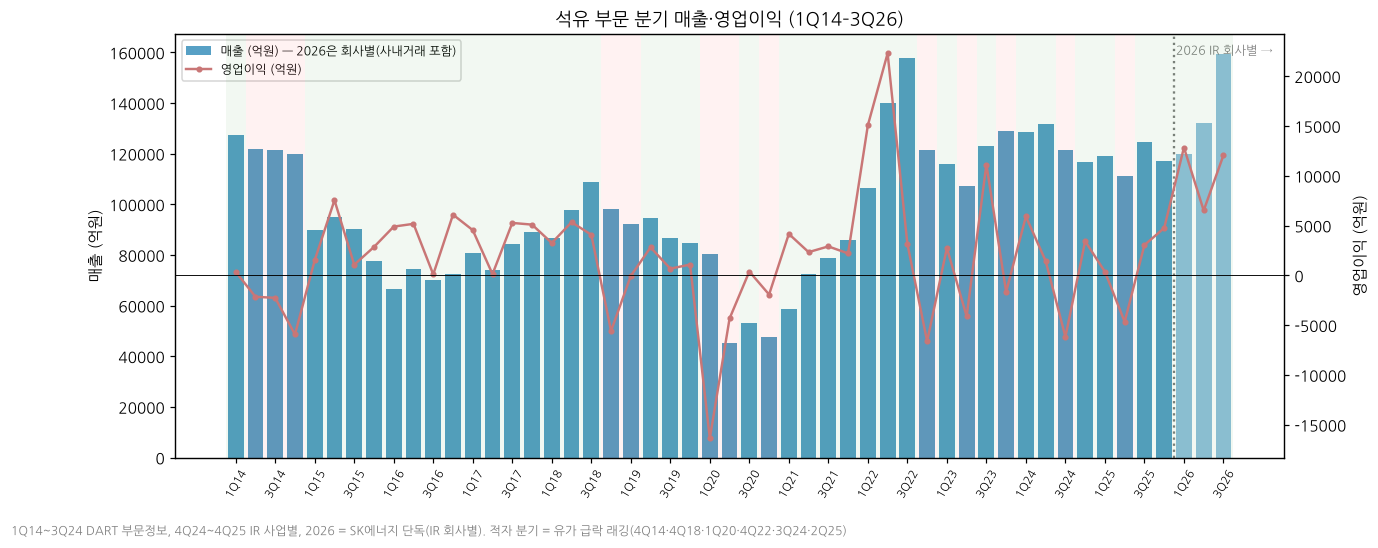 석유 부문 분기 매출·영업이익 (1Q14–3Q26)
매출 (억원) — 2026은 회사별(사내거래 포함)
영업이익 (억원)
2026 IR 회사별 →
매출 (억원)
160000
140000
120000
100000
80000
60000
40000
20000
0
영업이익 (억원)
20000
15000
10000
5000
0
-5000
-10000
-15000
1Q14 3Q14 1Q15 3Q15 1Q16 3Q16 1Q17 3Q17 1Q18 3Q18 1Q19 3Q19 1Q20 3Q20 1Q21 3Q21 1Q22 3Q22 1Q23 3Q23 1Q24 3Q24 1Q25 3Q25 1Q26 3Q26
1Q14~3Q24 DART 부문정보, 4Q24~4Q25 IR 사업별, 2026 = SK에너지 단독(IR 회사별). 적자 분기 = 유가 급락 래깅(4Q14·4Q18·1Q20·4Q22·3Q24·2Q25)